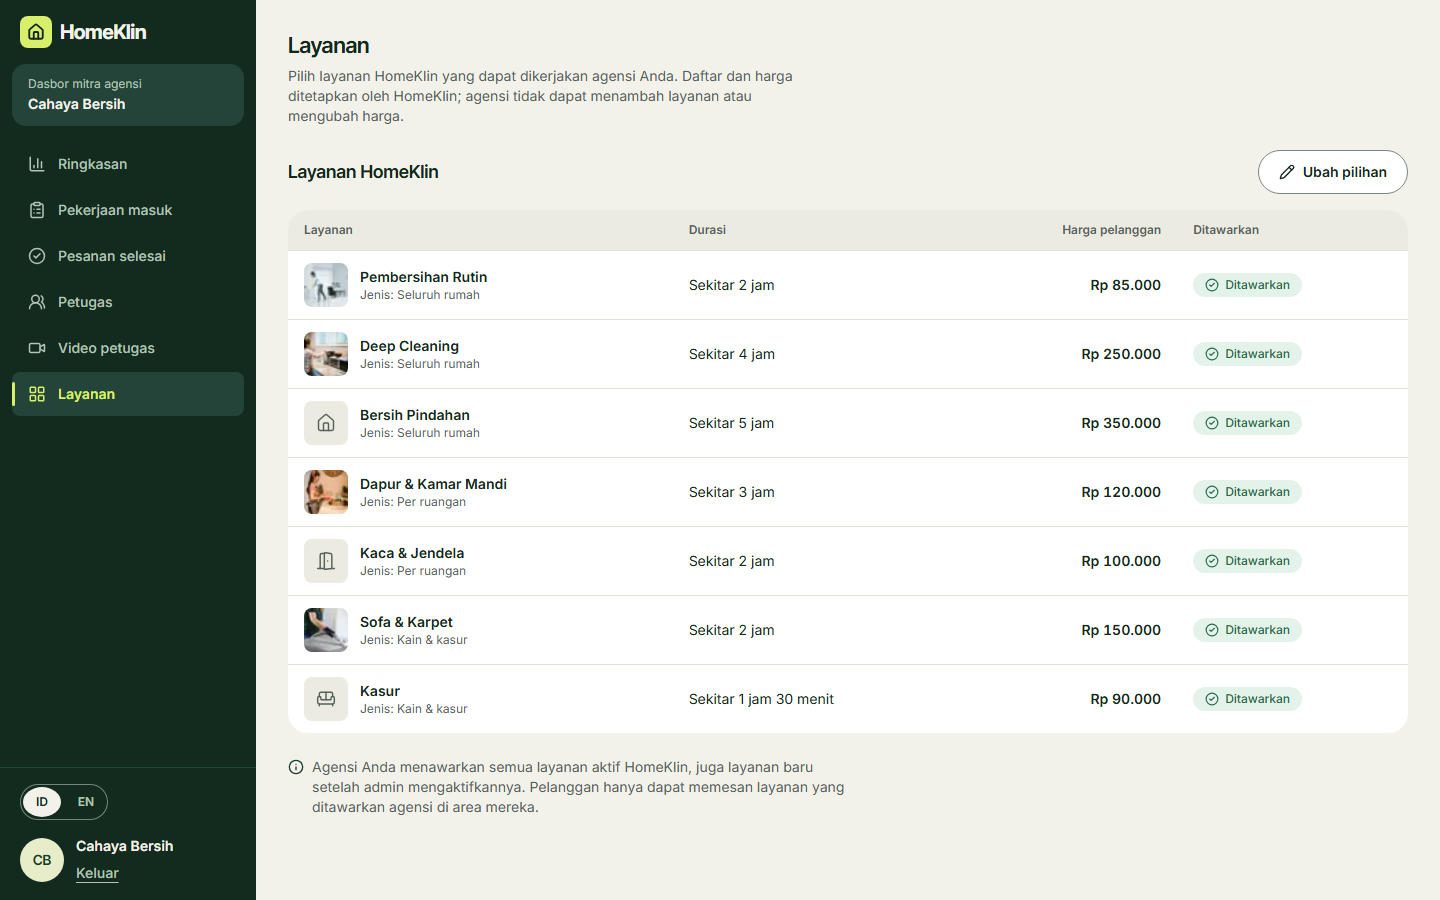 HomeKlin
Dasbor mitra agensi
Cahaya Bersih
Ringkasan
Pekerjaan masuk
Pesanan selesai
Petugas
Video petugas
Layanan
ID
EN
CB
Cahaya Bersih
Keluar
Layanan
Pilih layanan HomeKlin yang dapat dikerjakan agensi Anda. Daftar dan harga
ditetapkan oleh HomeKlin; agensi tidak dapat menambah layanan atau
mengubah harga.
Layanan HomeKlin
Ubah pilihan
Layanan Durasi Harga pelanggan Ditawarkan
Pembersihan Rutin
Jenis: Seluruh rumah
Sekitar 2 jam
Rp 85.000
Ditawarkan
Deep Cleaning
Jenis: Seluruh rumah
Sekitar 4 jam
Rp 250.000
Ditawarkan
Bersih Pindahan
Jenis: Seluruh rumah
Sekitar 5 jam
Rp 350.000
Ditawarkan
Dapur & Kamar Mandi
Jenis: Per ruangan
Sekitar 3 jam
Rp 120.000
Ditawarkan
Kaca & Jendela
Jenis: Per ruangan
Sekitar 2 jam
Rp 100.000
Ditawarkan
Sofa & Karpet
Jenis: Kain & kasur
Sekitar 2 jam
Rp 150.000
Ditawarkan
Kasur
Jenis: Kain & kasur
Sekitar 1 jam 30 menit
Rp 90.000
Ditawarkan
Agensi Anda menawarkan semua layanan aktif HomeKlin, juga layanan baru
setelah admin mengaktifkannya. Pelanggan hanya dapat memesan layanan yang
ditawarkan agensi di area mereka.